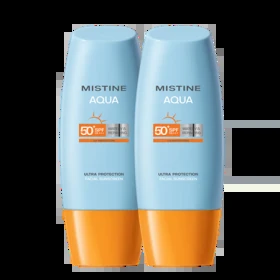 MISTINE
AQUA
50+ SPF
ULTRA PROTECTION
FACIAL SUNSCREEN
MISTINE
AQUA
50+ SPF
ULTRA PROTECTION
FACIAL SUNSCREEN